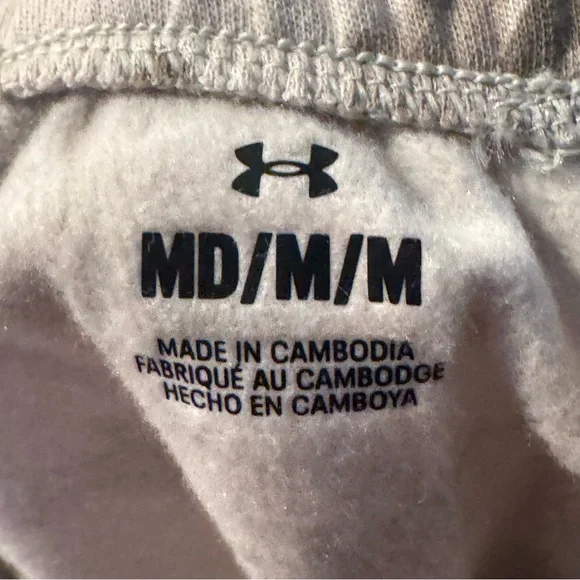 MD/M/M
MADE IN CAMBODIA
FABRIQUÉ AU CAMBODGE
HECHO EN CAMBOYA